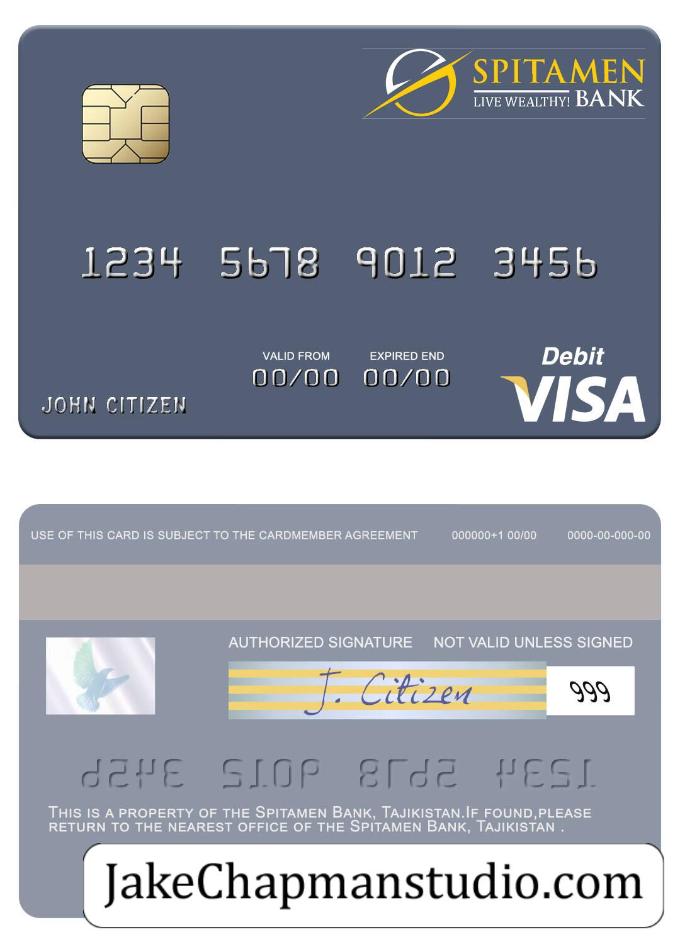 SPITAMEN
LIVE WEALTHY! BANK
1234 5678 9012 3456
VALID FROM EXPIRED END
00/00 00/00
Debit
JOHN CITIZEN
VISA
USE OF THIS CARD IS SUBJECT TO THE CARDMEMBER AGREEMENT 000000+1 00/00 0000-00-000-00
AUTHORIZED SIGNATURE NOT VALID UNLESS SIGNED
J. Citizen 999
THIS IS A PROPERTY OF THE SPITAMEN BANK, TAJIKISTAN.IF FOUND,PLEASE
RETURN TO THE NEAREST OFFICE OF THE SPITAMEN BANK, TAJIKISTAN .
JakeChapmanstudio.com